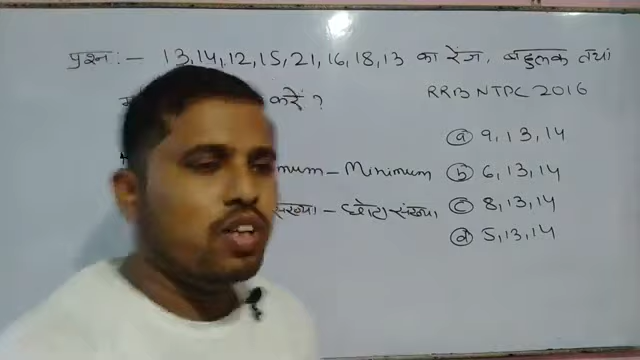 प्रश्न:- 13,14,12,15,21,16,18,13 का रेंज, बहुलक तथा
करें ?
RRB NTPC 2016
ⓐ 9,13,14
mum - Minimum
ⓑ 6,13,14
संख्या - छोटा संख्या
ⓒ 8,13,14
ⓓ 5,13,14